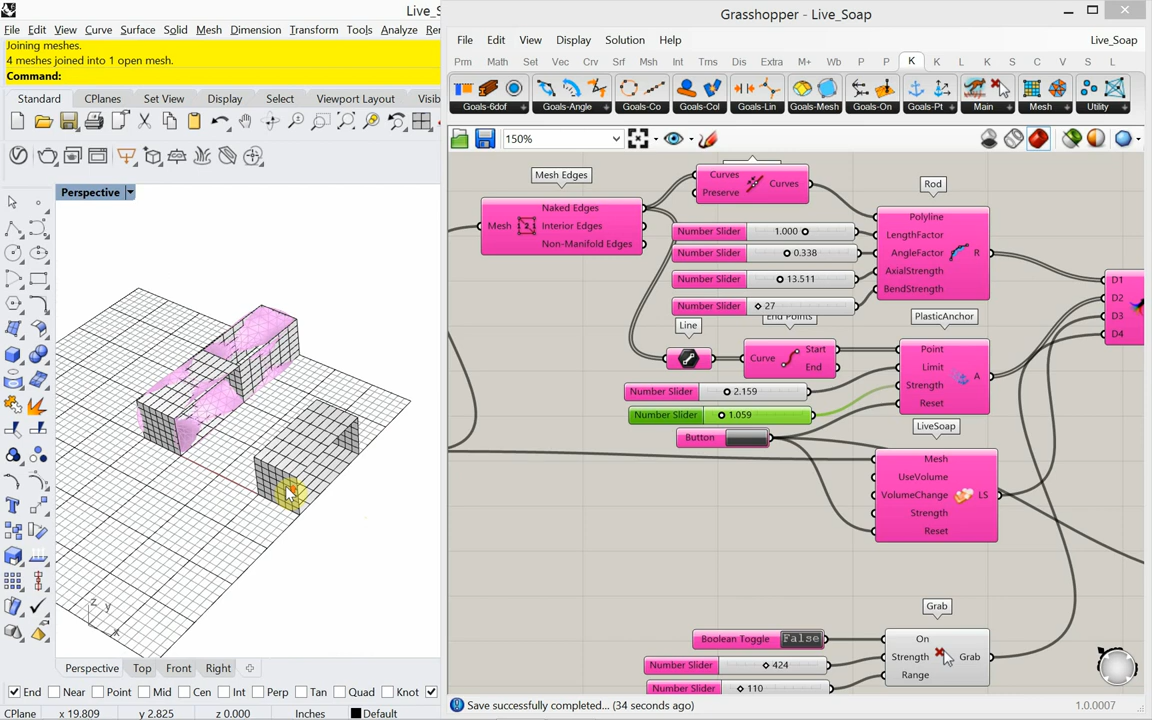 Live_S
File Edit View Curve Surface Solid Mesh Dimension Transform Tools Analyze Re
Joining meshes.
4 meshes joined into 1 open mesh.
Command:
Standard CPlanes Set View Display Select Viewport Layout Visib
Perspective
z y
x
Perspective Top Front Right
End Near Point Mid Cen Int Perp Tan Quad Knot
CPlane x 19.809 y 2.825 z 0.000 Inches Default
Grasshopper - Live_Soap
File Edit View Display Solution Help Live_Soap
Prm Math Set Vec Crv Srf Msh Int Trns Dis Extra M+ Wb P P K K L K S C V S L
Goals-6dof Goals-Angle Goals-Co Goals-Col Goals-Lin Goals-Mesh Goals-On Goals-Pt Main Mesh Utility
150%
Mesh Edges
Mesh
Naked Edges
Interior Edges
Non-Manifold Edges
Curves
Preserve
Curves
Rod
Polyline
LengthFactor
AngleFactor
AxialStrength
BendStrength
R
Number Slider 1.000
Number Slider 0.338
Number Slider 13.511
Number Slider 27
Line
End Points
Curve
Start
End
PlasticAnchor
Point
Limit
Strength
Reset
A
D1
D2
D3
D4
Number Slider 2.159
Number Slider 1.059
Button
LiveSoap
Mesh
UseVolume
VolumeChange
Strength
Reset
LS
Grab
On
Strength
Range
Grab
Boolean Toggle False
Number Slider 424
Number Slider 110
Save successfully completed... (34 seconds ago)
1.0.0007